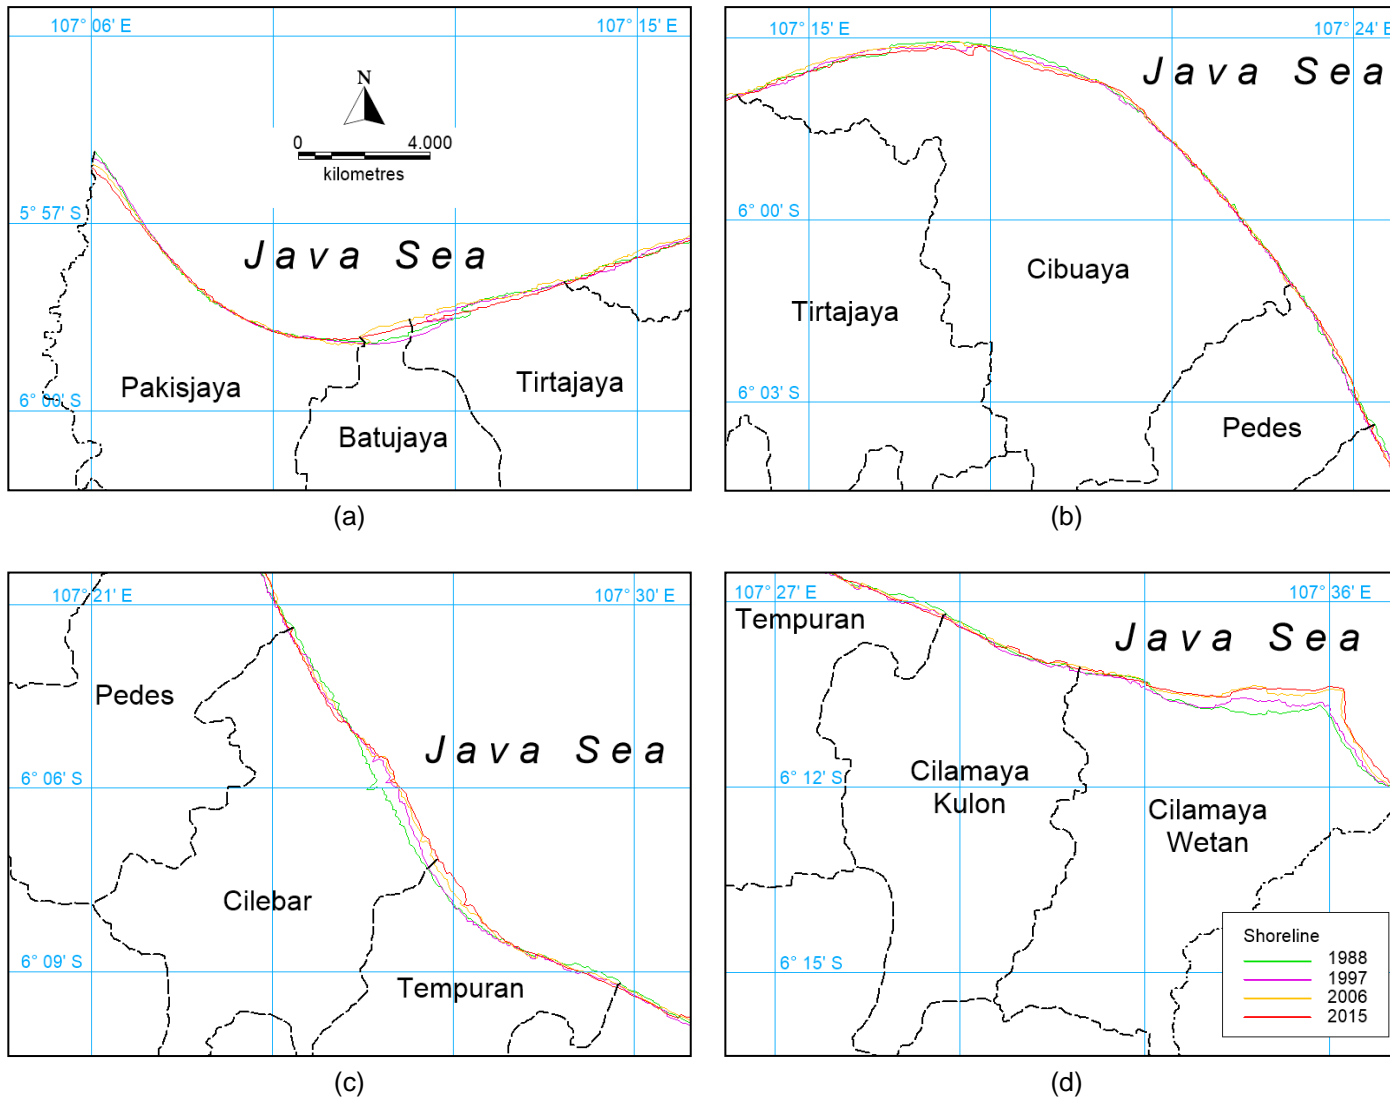 107° 06' E
107° 15' E
N
0
4.000
kilometres
5° 57' S
Java Sea
Pakisjaya
Tirtajaya
6° 00' S
Batujaya
(a)
107° 15' E
107° 24' E
Java Sea
6° 00' S
Cibuaya
Tirtajaya
6° 03' S
Pedes
(b)
107° 21' E
107° 30' E
Pedes
Java Sea
6° 06' S
Cilebar
6° 09' S
Tempuran
(c)
107° 27' E
107° 36' E
Tempuran
Java Sea
Cilamaya
Kulon
6° 12' S
Cilamaya
Wetan
6° 15' S
Shoreline
1988
1997
2006
2015
(d)